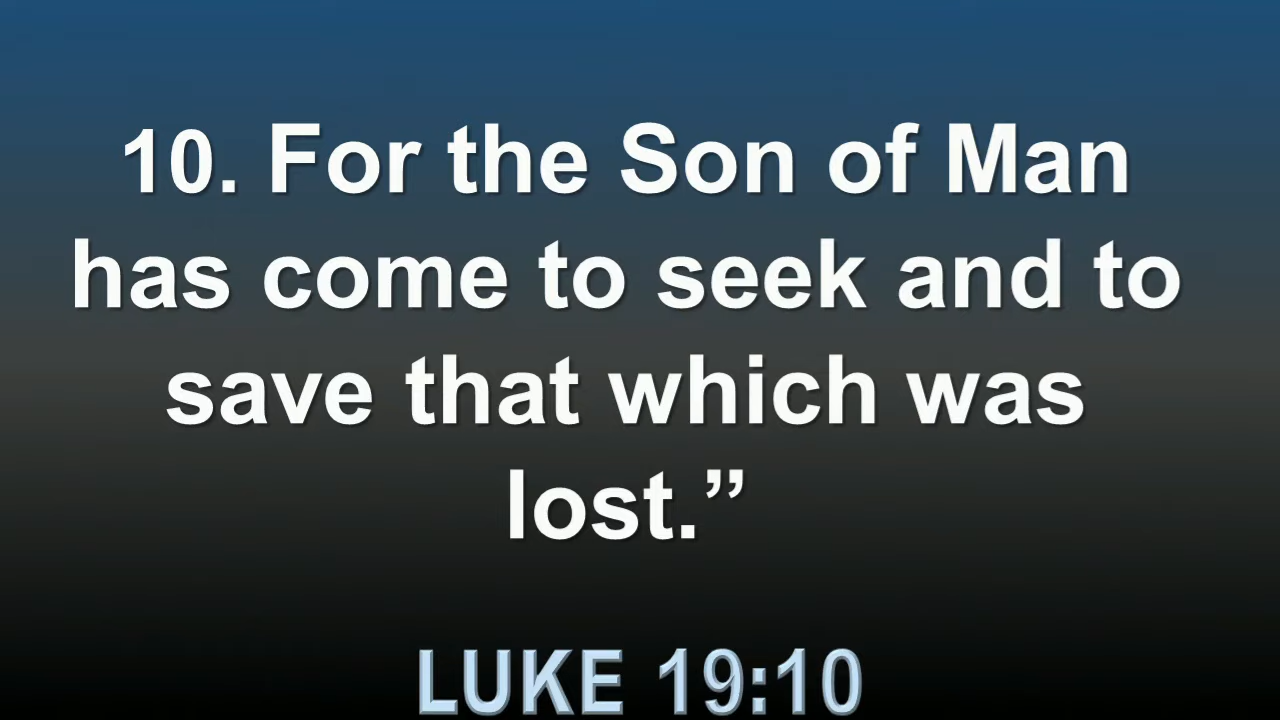 10. For the Son of Man
has come to seek and to
save that which was
lost.”
LUKE 19:10